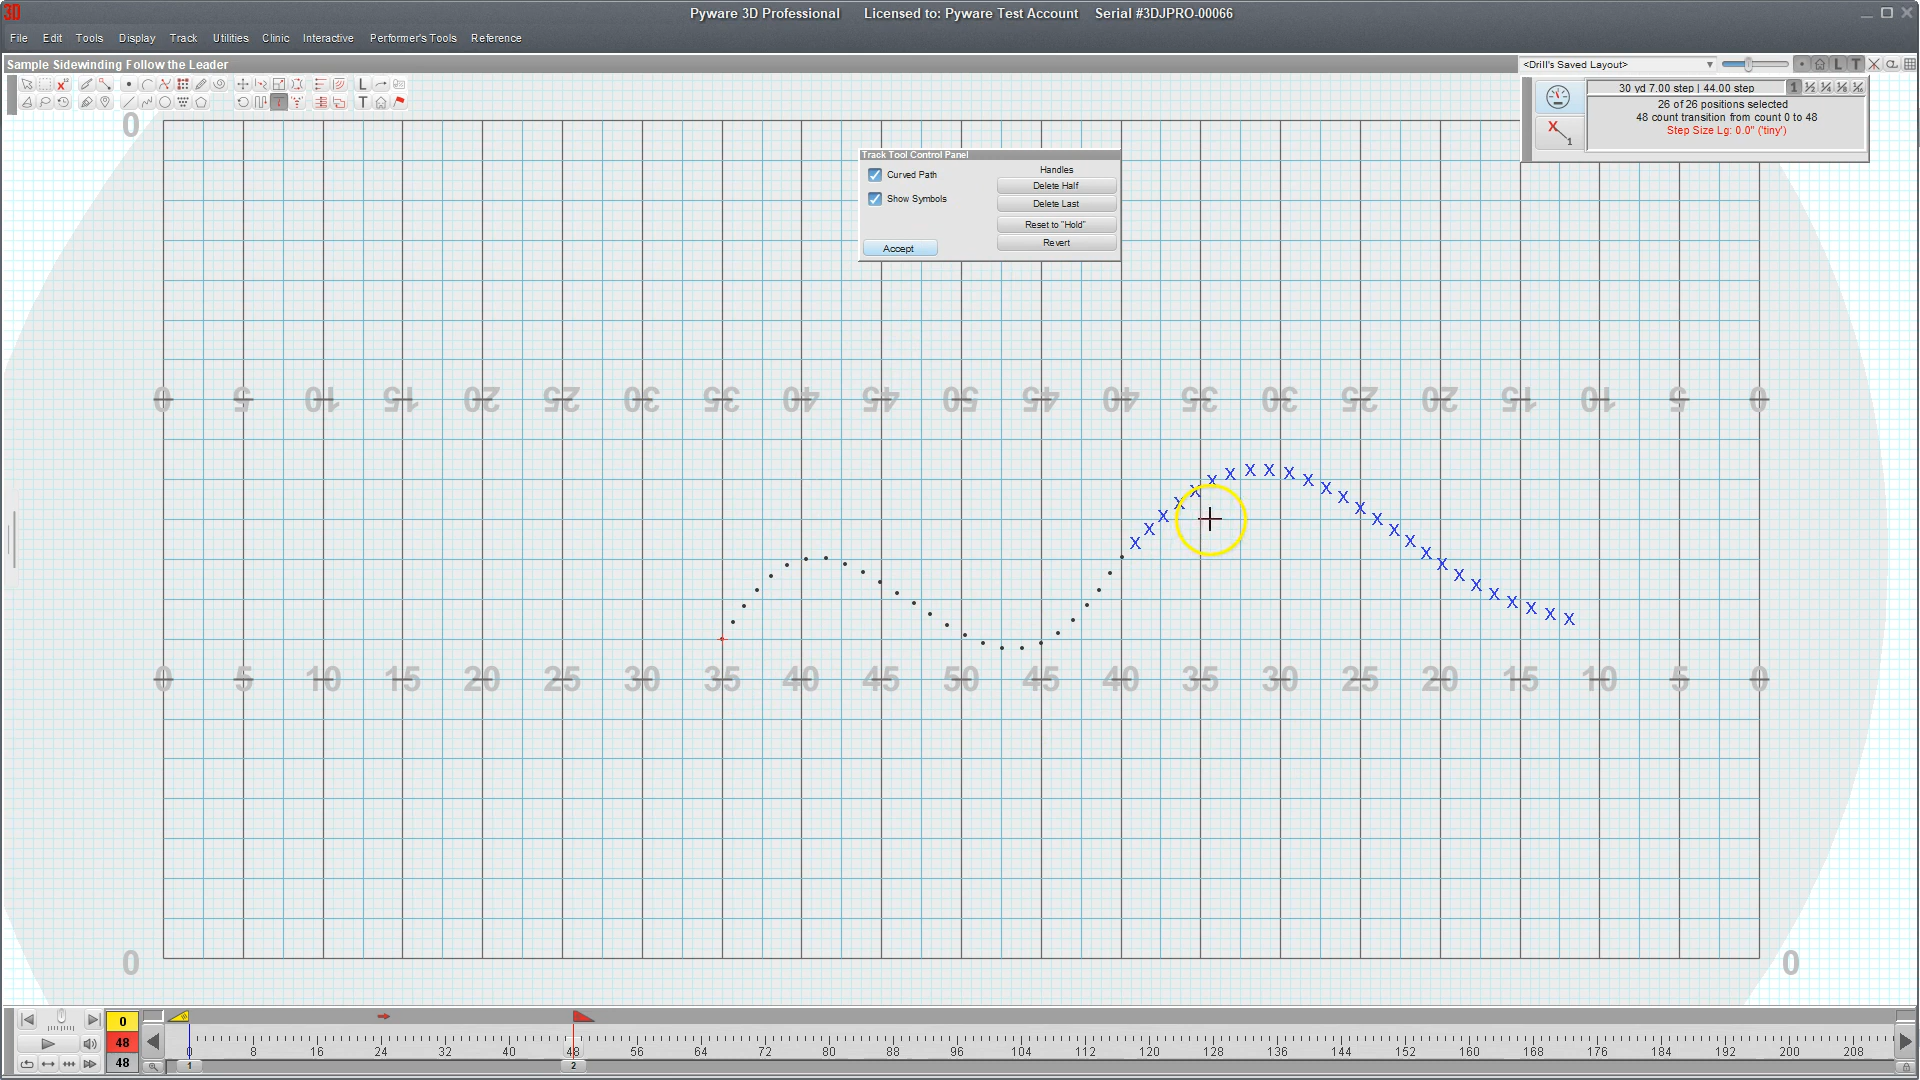 3D
Pyware 3D Professional Licensed to: Pyware Test Account Serial #3DJPRO-00066
File Edit Tools Display Track Utilities Clinic Interactive Performer's Tools Reference
Sample Sidewinding Follow the Leader
<Drill's Saved Layout>
30 yd 7.00 step | 44.00 step
26 of 26 positions selected
48 count transition from count 0 to 48
Step Size Lg: 0.0" ('tiny')
Track Tool Control Panel
Curved Path
Show Symbols
Accept
Handles
Delete Half
Delete Last
Reset to "Hold"
Revert
0
0 5 10 15 20 25 30 35 40 45 50 45 40 35 30 25 20 15 10 5 0
0 5 10 15 20 25 30 35 40 45 50 45 40 35 30 25 20 15 10 5 0
0 0
0
48
48
0 8 16 24 32 40 48 56 64 72 80 88 96 104 112 120 128 136 144 152 160 168 176 184 192 200 208
1 2